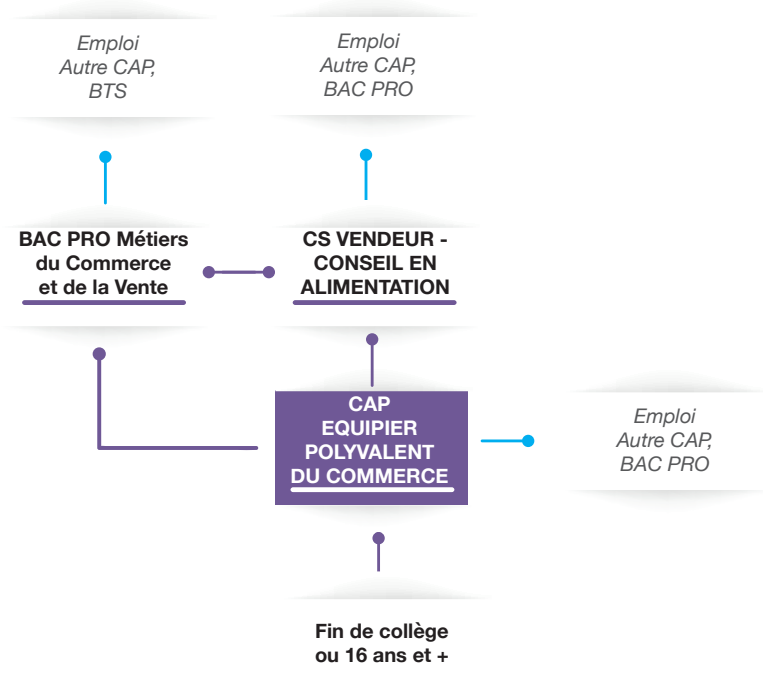 Emploi
Autre CAP,
BTS
Emploi
Autre CAP,
BAC PRO
BAC PRO Métiers
du Commerce
et de la Vente
CS VENDEUR -
CONSEIL EN
ALIMENTATION
CAP
EQUIPIER
POLYVALENT
DU COMMERCE
Emploi
Autre CAP,
BAC PRO
Fin de collège
ou 16 ans et +